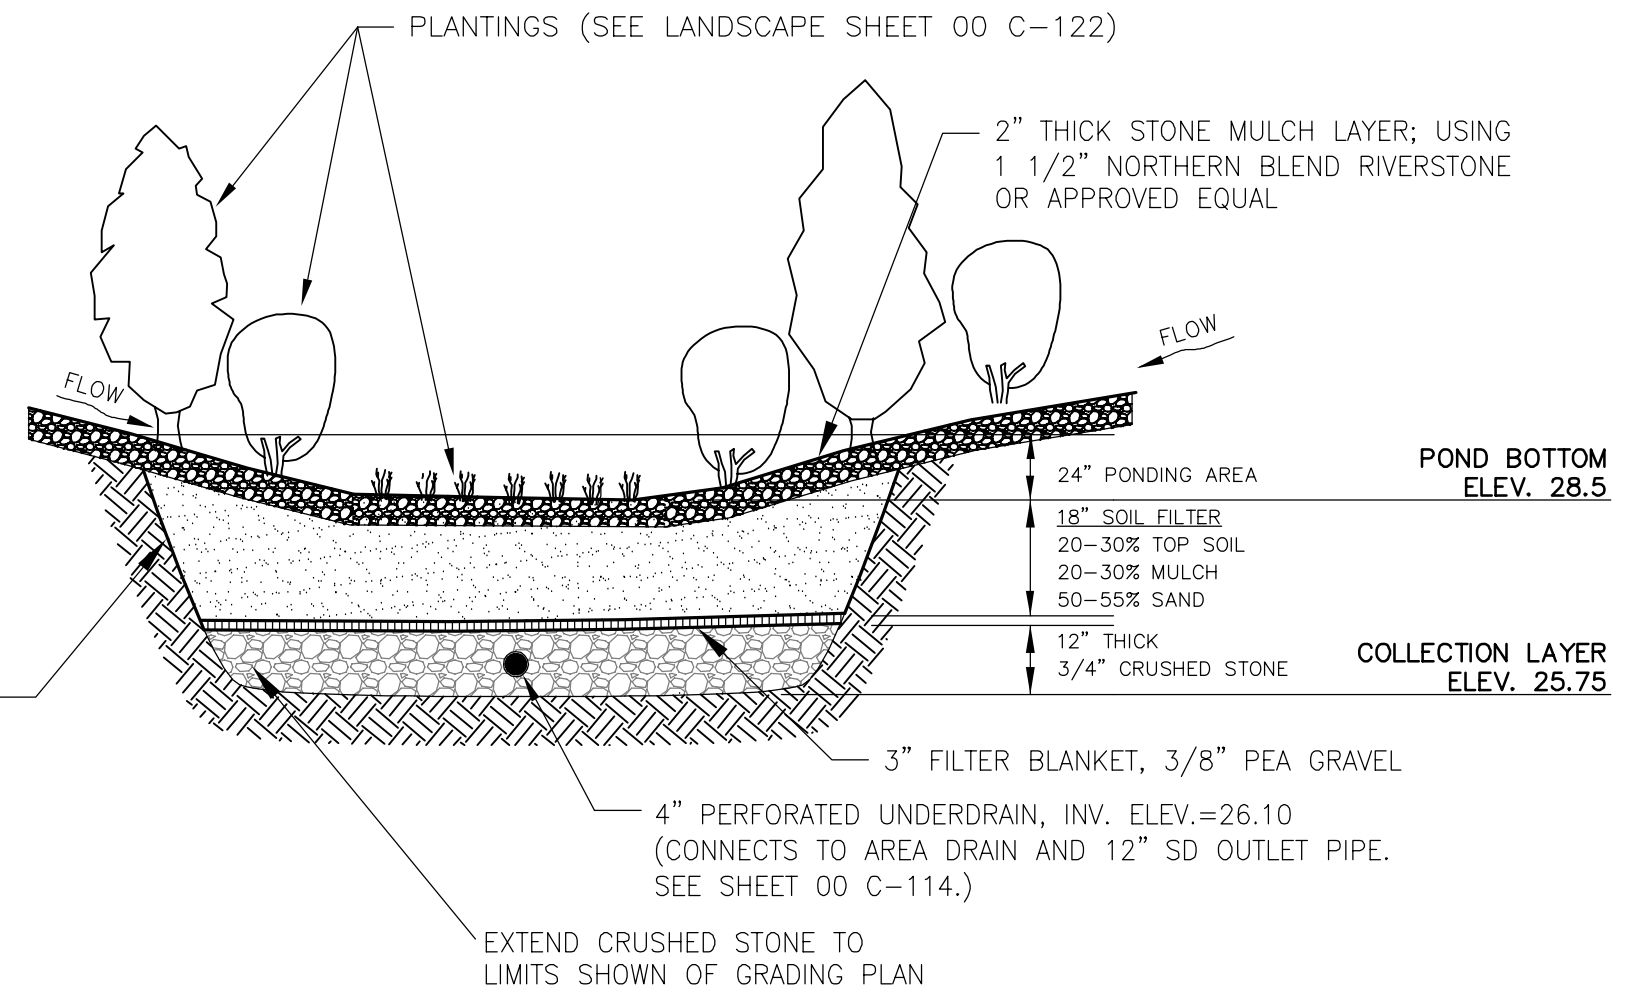 PLANTINGS (SEE LANDSCAPE SHEET 00 C-122)
2" THICK STONE MULCH LAYER; USING
1 1/2" NORTHERN BLEND RIVERSTONE
OR APPROVED EQUAL
FLOW
FLOW
24" PONDING AREA
POND BOTTOM
ELEV. 28.5
18" SOIL FILTER
20-30% TOP SOIL
20-30% MULCH
50-55% SAND
12" THICK
3/4" CRUSHED STONE
COLLECTION LAYER
ELEV. 25.75
3" FILTER BLANKET, 3/8" PEA GRAVEL
4" PERFORATED UNDERDRAIN, INV. ELEV.=26.10
(CONNECTS TO AREA DRAIN AND 12" SD OUTLET PIPE.
SEE SHEET 00 C-114.)
EXTEND CRUSHED STONE TO
LIMITS SHOWN OF GRADING PLAN